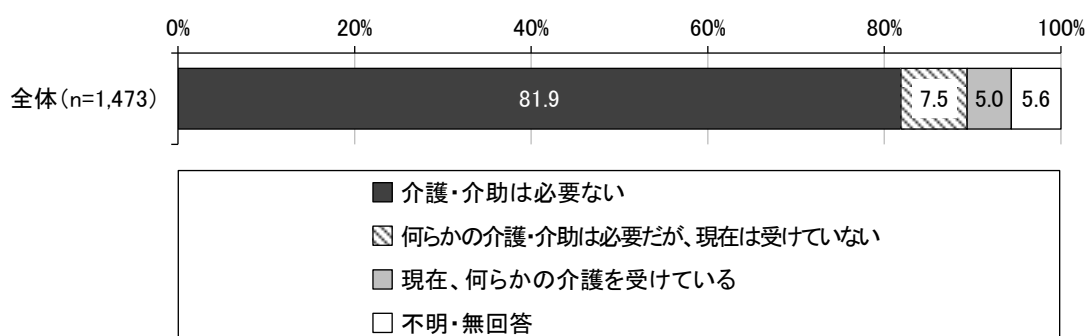 0% 20% 40% 60% 80% 100%
全体(n=1,473) 81.9 7.5 5.0 5.6
介護・介助は必要ない
何らかの介護・介助は必要だが、現在は受けていない
現在、何らかの介護を受けている
不明・無回答